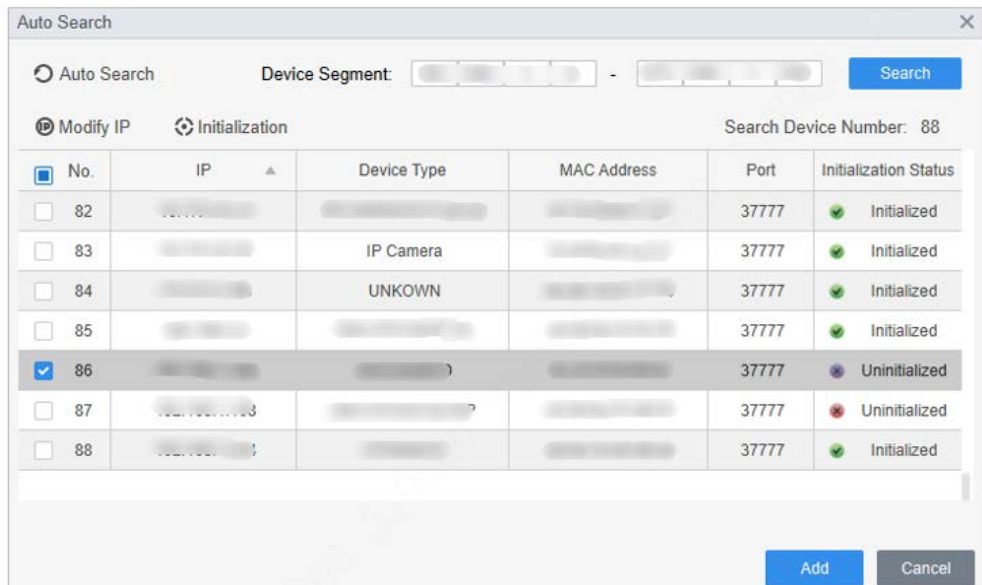 Auto Search
Auto Search Device Segment: - Search
Modify IP Initialization Search Device Number: 88
No. IP Device Type MAC Address Port Initialization Status
82 37777 Initialized
83 IP Camera 37777 Initialized
84 UNKOWN 37777 Initialized
85 37777 Initialized
86 37777 Uninitialized
87 37777 Uninitialized
88 37777 Initialized
Add Cancel